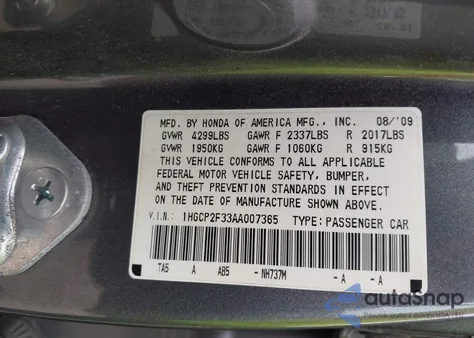 MFD. BY HONDA OF AMERICA MFG., INC. 08/'09
GVWR 4299LBS GAWR F 2337LBS R 2017LBS
GVWR 1950KG GAWR F 1060KG R 915KG
THIS VEHICLE CONFORMS TO ALL APPLICABLE
FEDERAL MOTOR VEHICLE SAFETY, BUMPER,
AND THEFT PREVENTION STANDARDS IN EFFECT
ON THE DATE OF MANUFACTURE SHOWN ABOVE.
V.I.N.: 1HGCP2F33AA007365 TYPE: PASSENGER CAR
TA5 A AB5 - NH737M -A -A
autoSnap